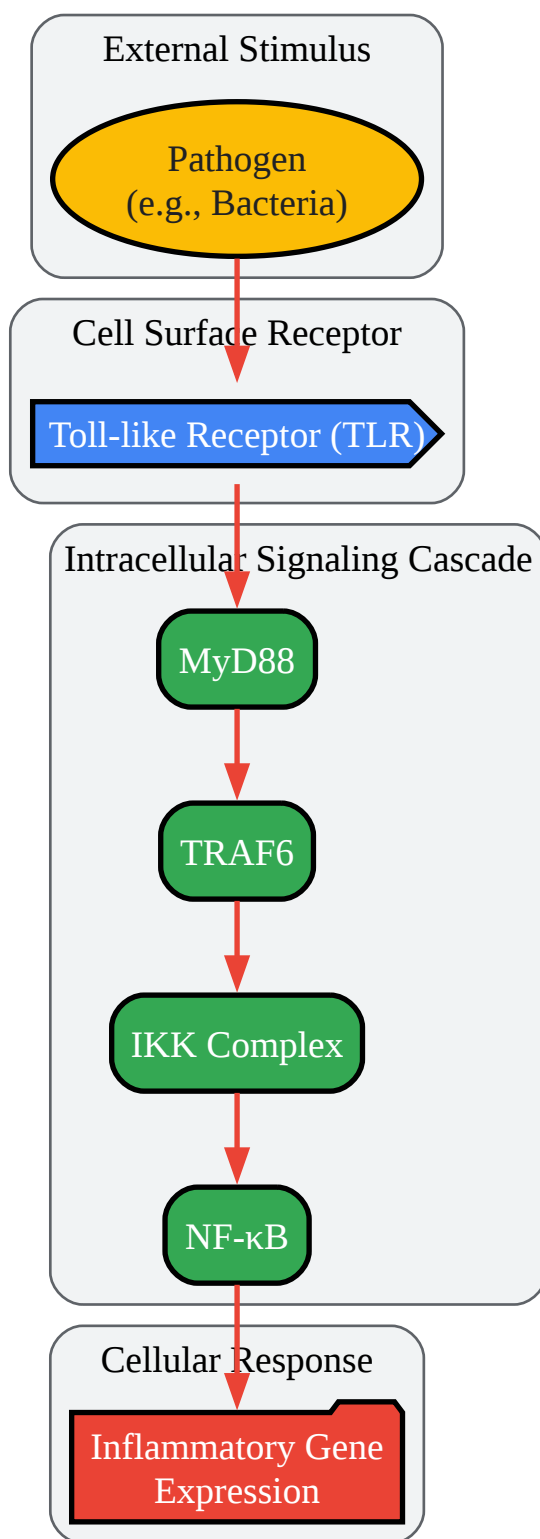 External Stimulus
Pathogen
(e.g., Bacteria)
Cell Surface Receptor
Toll-like Receptor (TLR)
Intracellular Signaling Cascade
MyD88
TRAF6
IKK Complex
NF-κB
Cellular Response
Inflammatory Gene
Expression